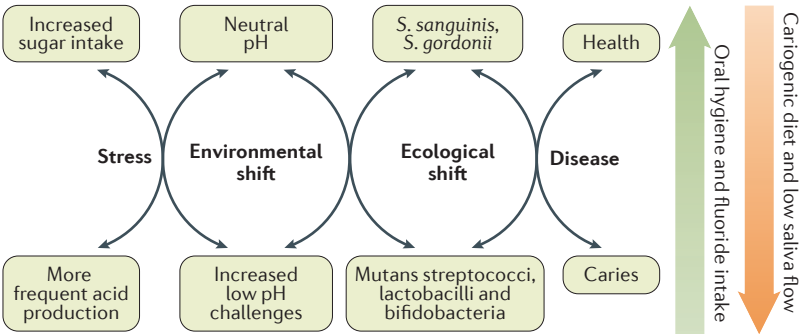 Increased
sugar intake
Neutral
pH
S. sanguinis,
S. gordonii
Health
Stress
Environmental
shift
Ecological
shift
Disease
More
frequent acid
production
Increased
low pH
challenges
Mutans streptococci,
lactobacilli and
bifidobacteria
Caries
Oral hygiene and fluoride intake
Cariogenic diet and low saliva flow